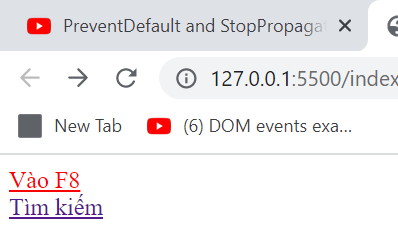 PreventDefault and StopPropaga
127.0.0.1:5500/index
New Tab
(6) DOM events exa...
Vào F8
Tìm kiếm